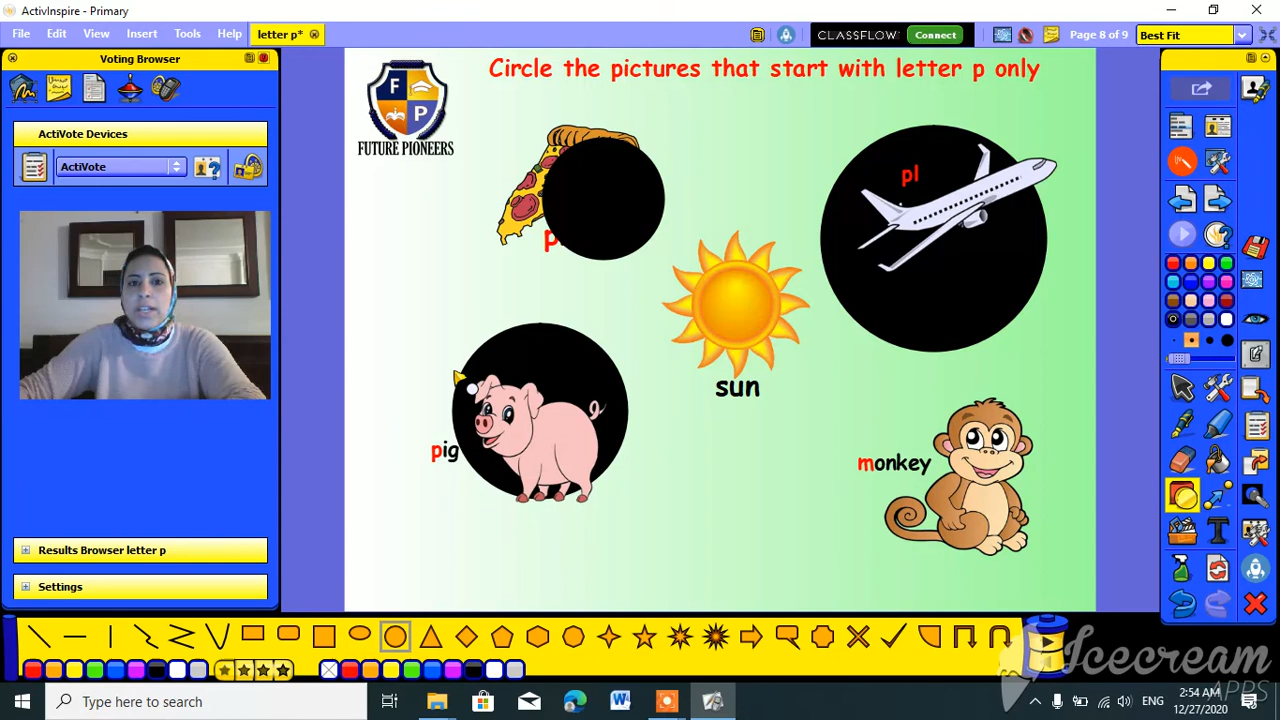 ActivInspire - Primary
File Edit View Insert Tools Help letter p* CLASSFLOW Connect Page 8 of 9 Best Fit
Voting Browser
ActiVote Devices
ActiVote
Results Browser letter p
Settings
Circle the pictures that start with letter p only
F
P
FUTURE PIONEERS
p
pl
sun
pig
monkey
Icecream
APPS
Type here to search
W
ENG
2:54 AM
12/27/2020